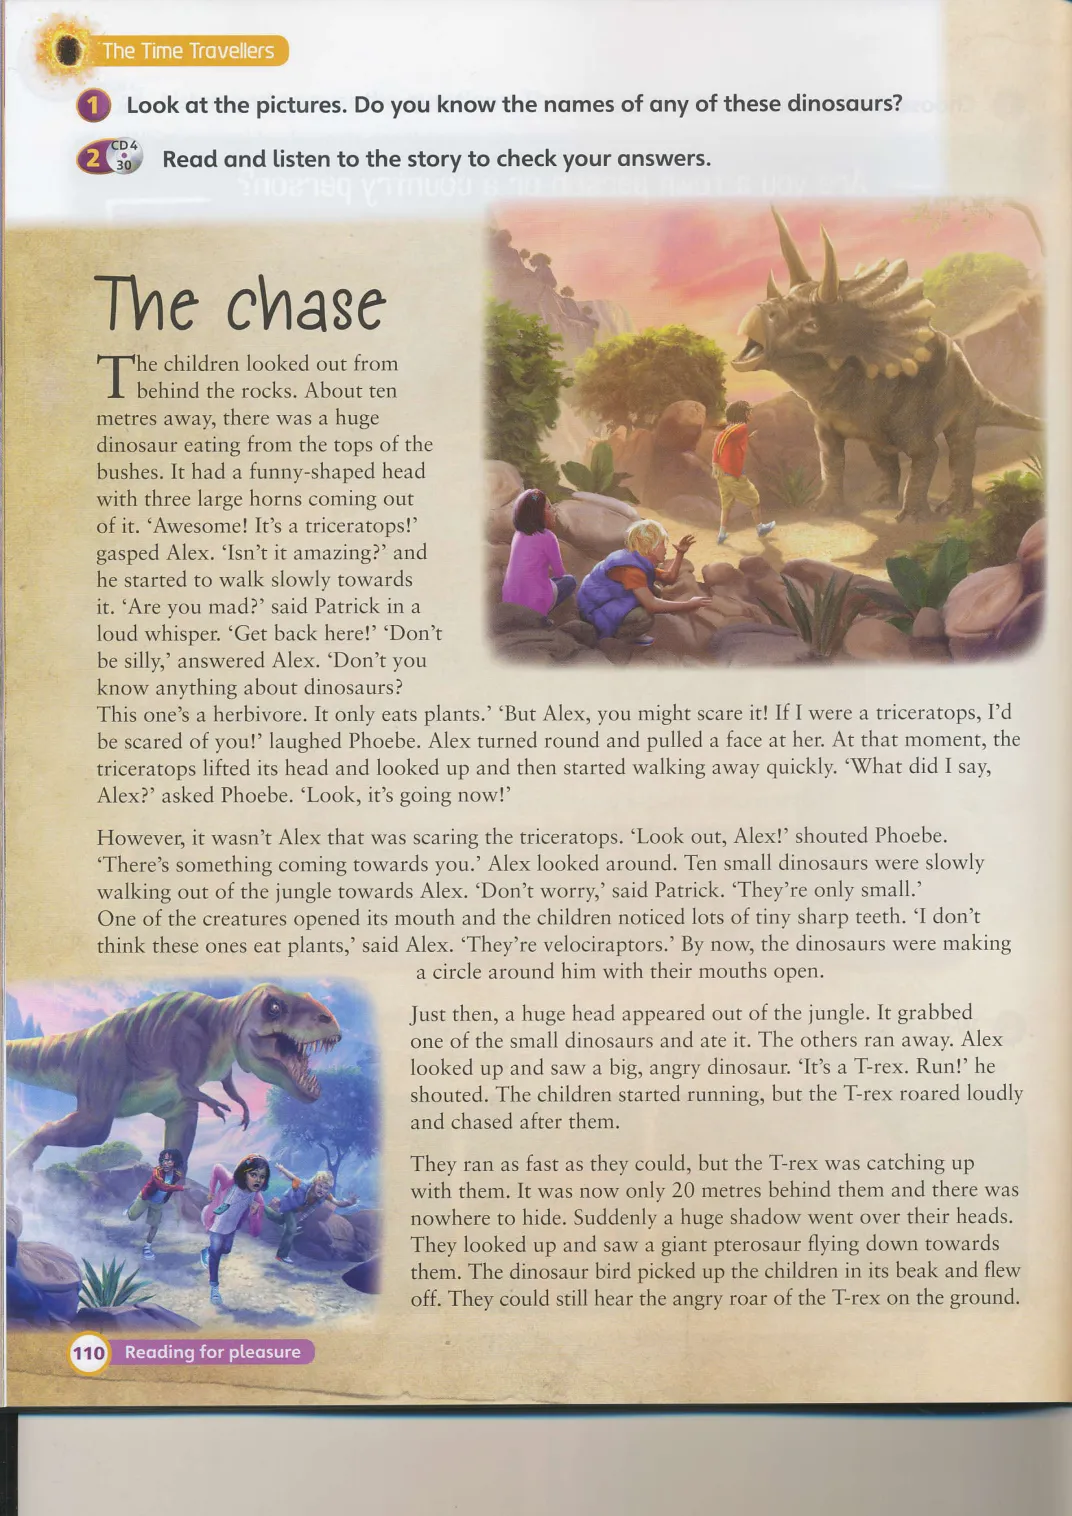 The Time Travellers
1 Look at the pictures. Do you know the names of any of these dinosaurs?
2 CD4 30 Read and listen to the story to check your answers.
The chase
The children looked out from
behind the rocks. About ten
metres away, there was a huge
dinosaur eating from the tops of the
bushes. It had a funny-shaped head
with three large horns coming out
of it. ‘Awesome! It’s a triceratops!’
gasped Alex. ‘Isn’t it amazing?’ and
he started to walk slowly towards
it. ‘Are you mad?’ said Patrick in a
loud whisper. ‘Get back here!’ ‘Don’t
be silly,’ answered Alex. ‘Don’t you
know anything about dinosaurs?
This one’s a herbivore. It only eats plants.’ ‘But Alex, you might scare it! If I were a triceratops, I’d
be scared of you!’ laughed Phoebe. Alex turned round and pulled a face at her. At that moment, the
triceratops lifted its head and looked up and then started walking away quickly. ‘What did I say,
Alex?’ asked Phoebe. ‘Look, it’s going now!’
However, it wasn’t Alex that was scaring the triceratops. ‘Look out, Alex!’ shouted Phoebe.
‘There’s something coming towards you.’ Alex looked around. Ten small dinosaurs were slowly
walking out of the jungle towards Alex. ‘Don’t worry,’ said Patrick. ‘They’re only small.’
One of the creatures opened its mouth and the children noticed lots of tiny sharp teeth. ‘I don’t
think these ones eat plants,’ said Alex. ‘They’re velociraptors.’ By now, the dinosaurs were making
a circle around him with their mouths open.
Just then, a huge head appeared out of the jungle. It grabbed
one of the small dinosaurs and ate it. The others ran away. Alex
looked up and saw a big, angry dinosaur. ‘It’s a T-rex. Run!’ he
shouted. The children started running, but the T-rex roared loudly
and chased after them.
They ran as fast as they could, but the T-rex was catching up
with them. It was now only 20 metres behind them and there was
nowhere to hide. Suddenly a huge shadow went over their heads.
They looked up and saw a giant pterosaur flying down towards
them. The dinosaur bird picked up the children in its beak and flew
off. They could still hear the angry roar of the T-rex on the ground.
110 Reading for pleasure